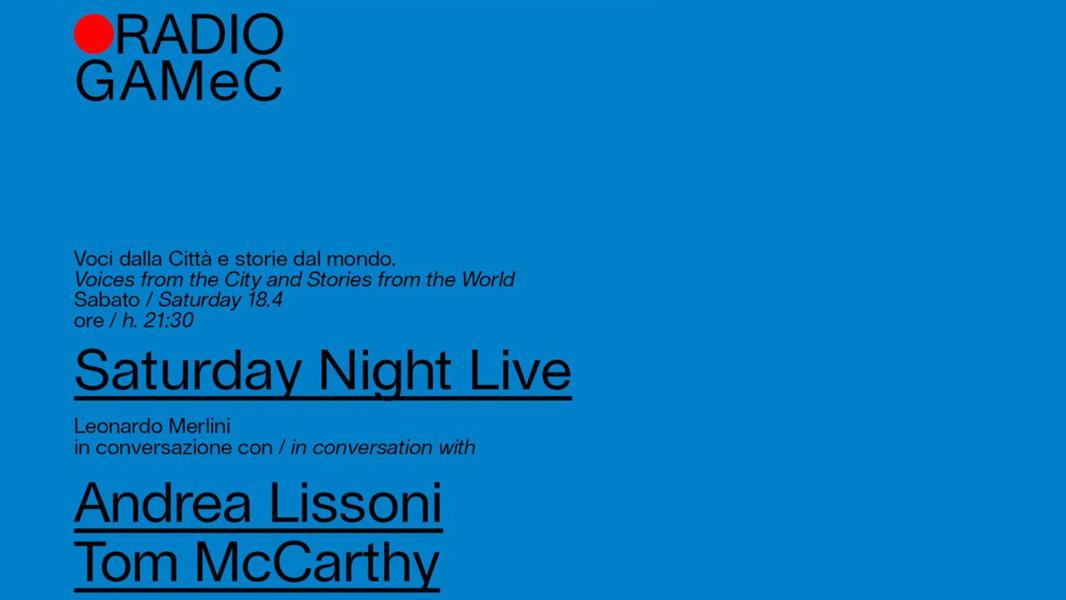 RADIO
GAMeC
Voci dalla Città e storie dal mondo.
Voices from the City and Stories from the World
Sabato / Saturday 18.4
ore / h. 21:30
Saturday Night Live
Leonardo Merlini
in conversazione con / in conversation with
Andrea Lissoni
Tom McCarthy